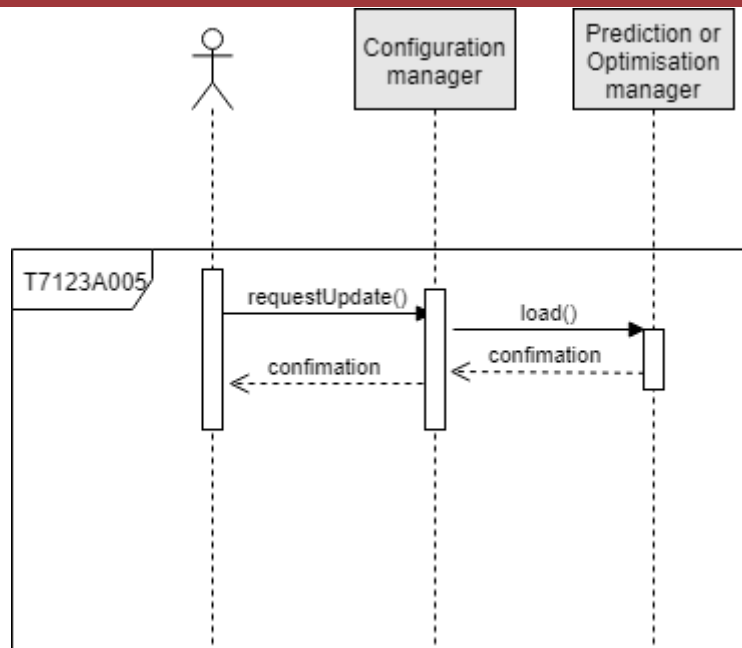 Configuration
manager
Prediction or
Optimisation
manager
T7123A005
requestUpdate()
load()
confimation
confimation